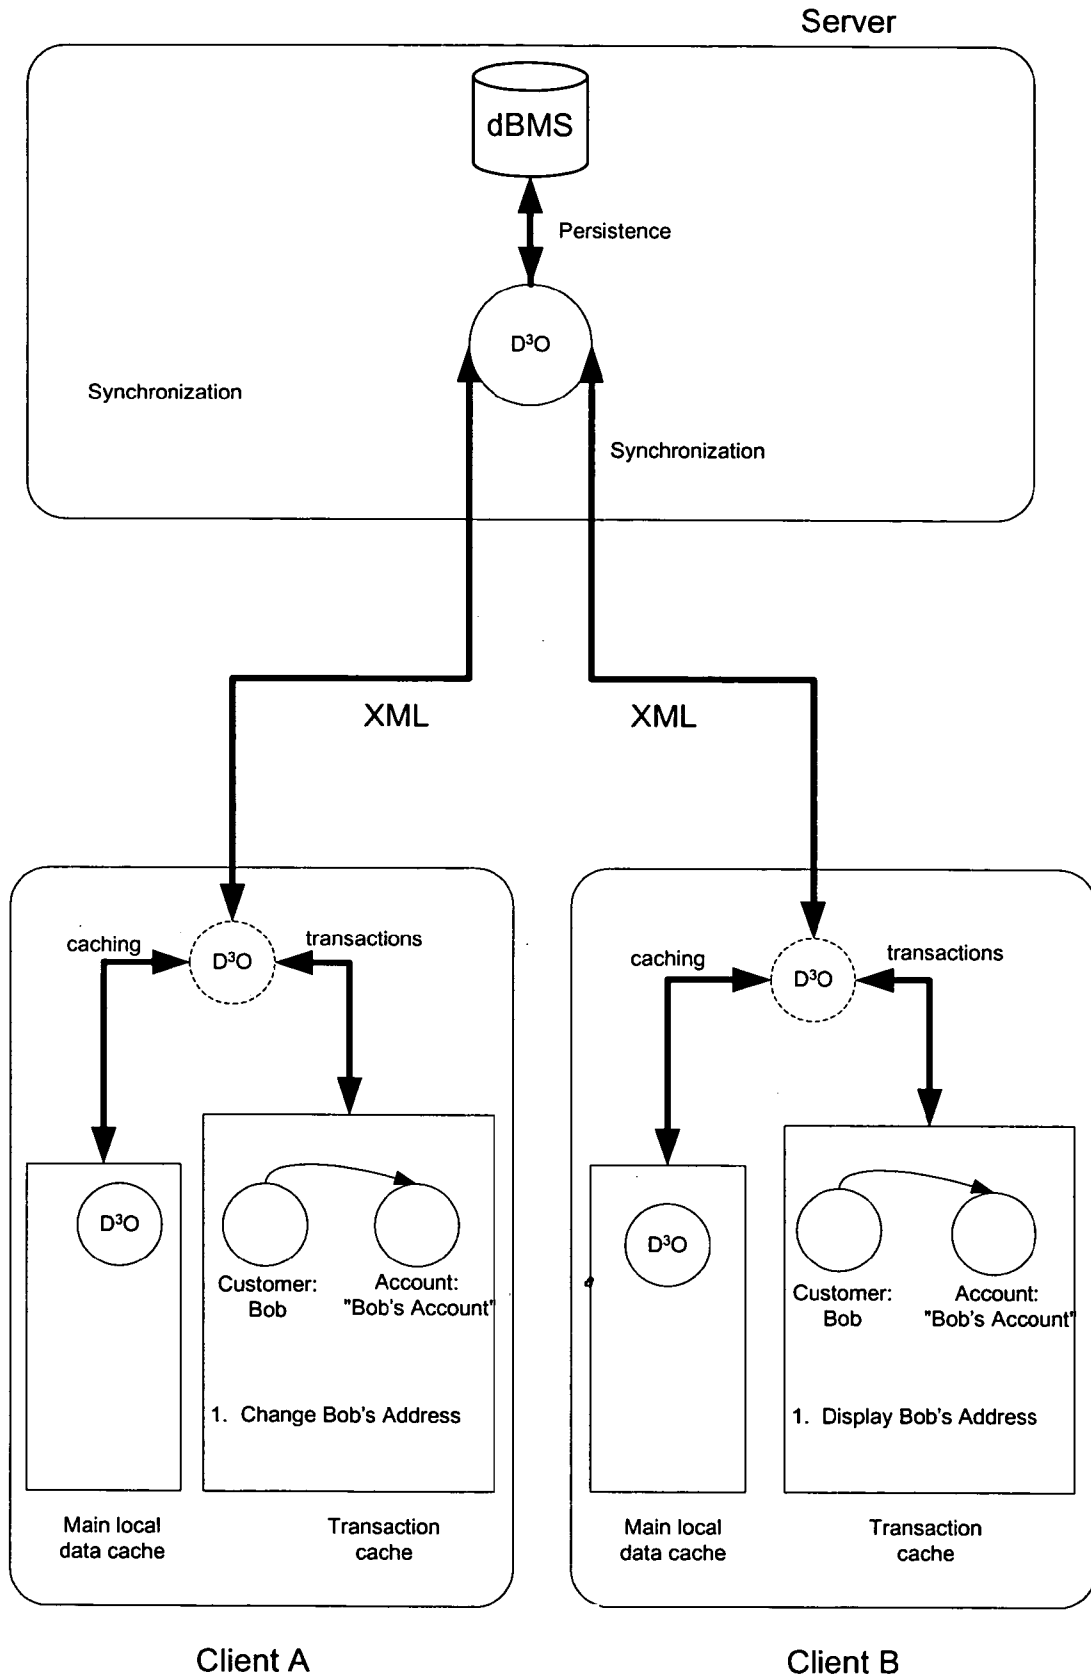 Server
dBMS
Persistence
D³O
Synchronization
Synchronization
XML
XML
caching
D³O
transactions
D³O
Customer:
Bob
Account:
"Bob's Account"
1. Change Bob's Address
Main local
data cache
Transaction
cache
Client A
caching
D³O
transactions
D³O
Customer:
Bob
Account:
"Bob's Account"
1. Display Bob's Address
Main local
data cache
Transaction
cache
Client B